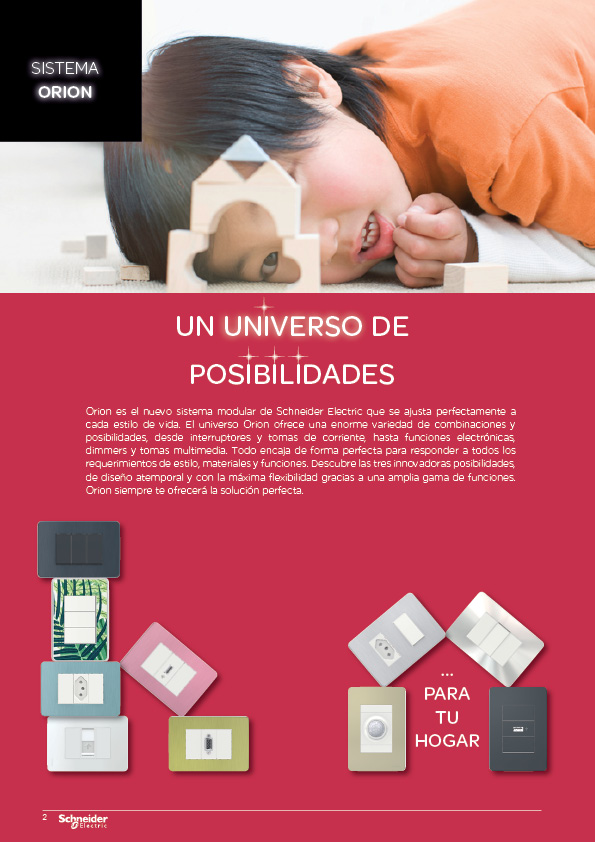 SISTEMA
ORION
UN UNIVERSO DE
POSIBILIDADES
Orion es el nuevo sistema modular de Schneider Electric que se ajusta perfectamente a
cada estilo de vida. El universo Orion ofrece una enorme variedad de combinaciones y
posibilidades, desde interruptores y tomas de corriente, hasta funciones electrónicas,
dimmers y tomas multimedia. Todo encaja de forma perfecta para responder a todos los
requerimientos de estilo, materiales y funciones. Descubre las tres innovadoras posibilidades,
de diseño atemporal y con la máxima flexibilidad gracias a una amplia gama de funciones.
Orion siempre te ofrecerá la solución perfecta.
...
PARA
TU
HOGAR
2
Schneider
Electric